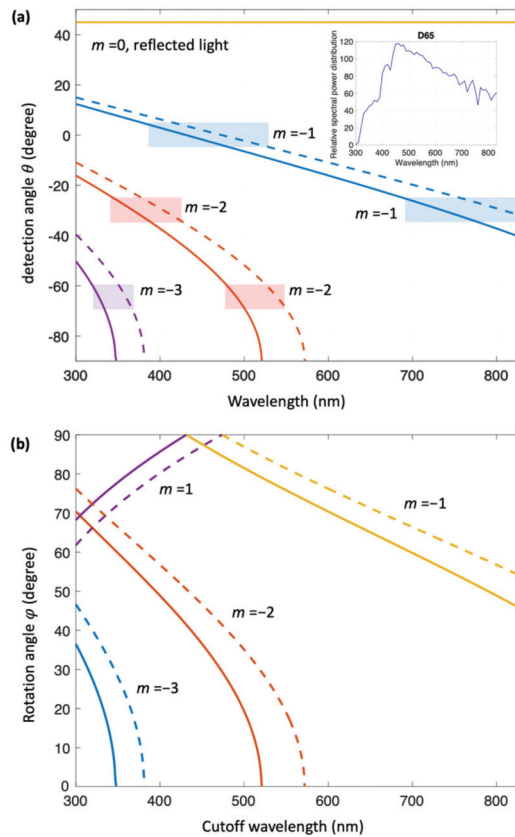 (a)
40
20
0
-20
-40
-60
-80
detection angle θ (degree)
m =0, reflected light
D65
120
100
80
60
40
20
0
Relative spectral power distribution
300 400 500 600 700 800
Wavelength (nm)
m=−1
m=−2
m=−1
m=−3
m=−2
300 400 500 600 700 800
Wavelength (nm)
(b)
90
80
70
60
50
40
30
20
10
0
Rotation angle φ (degree)
m=1
m=−1
m=−2
m=−3
300 400 500 600 700 800
Cutoff wavelength (nm)